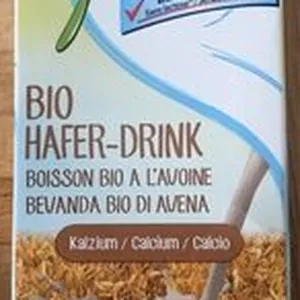 BIO
HAFER-DRINK
BOISSON BIO A L'AVOINE
BEVANDA BIO DI AVENA
Kalzium / Calcium / Calcio